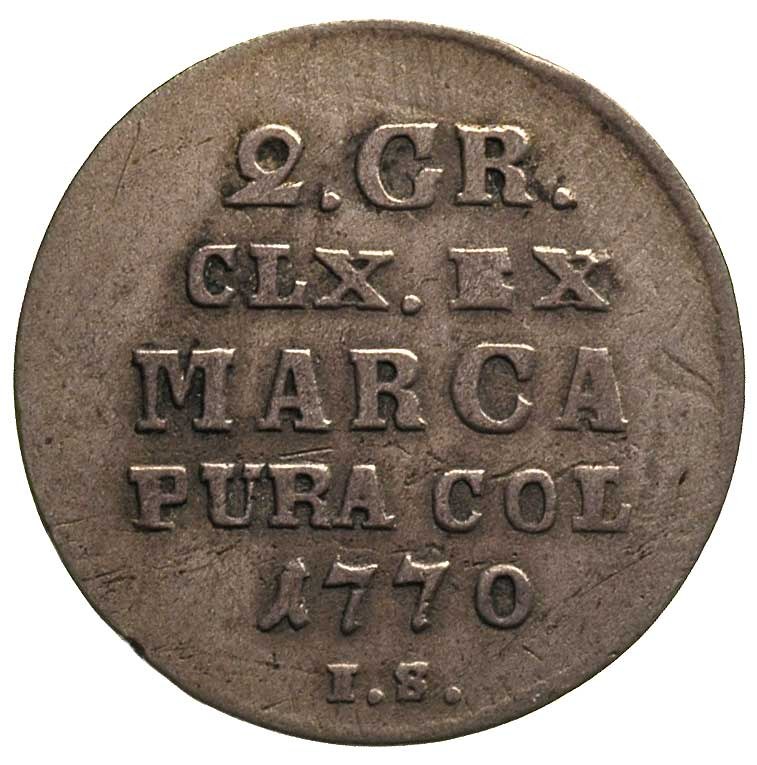 2.GR.
CLX.EX
MARCA
PURA COL
1770
I.S.